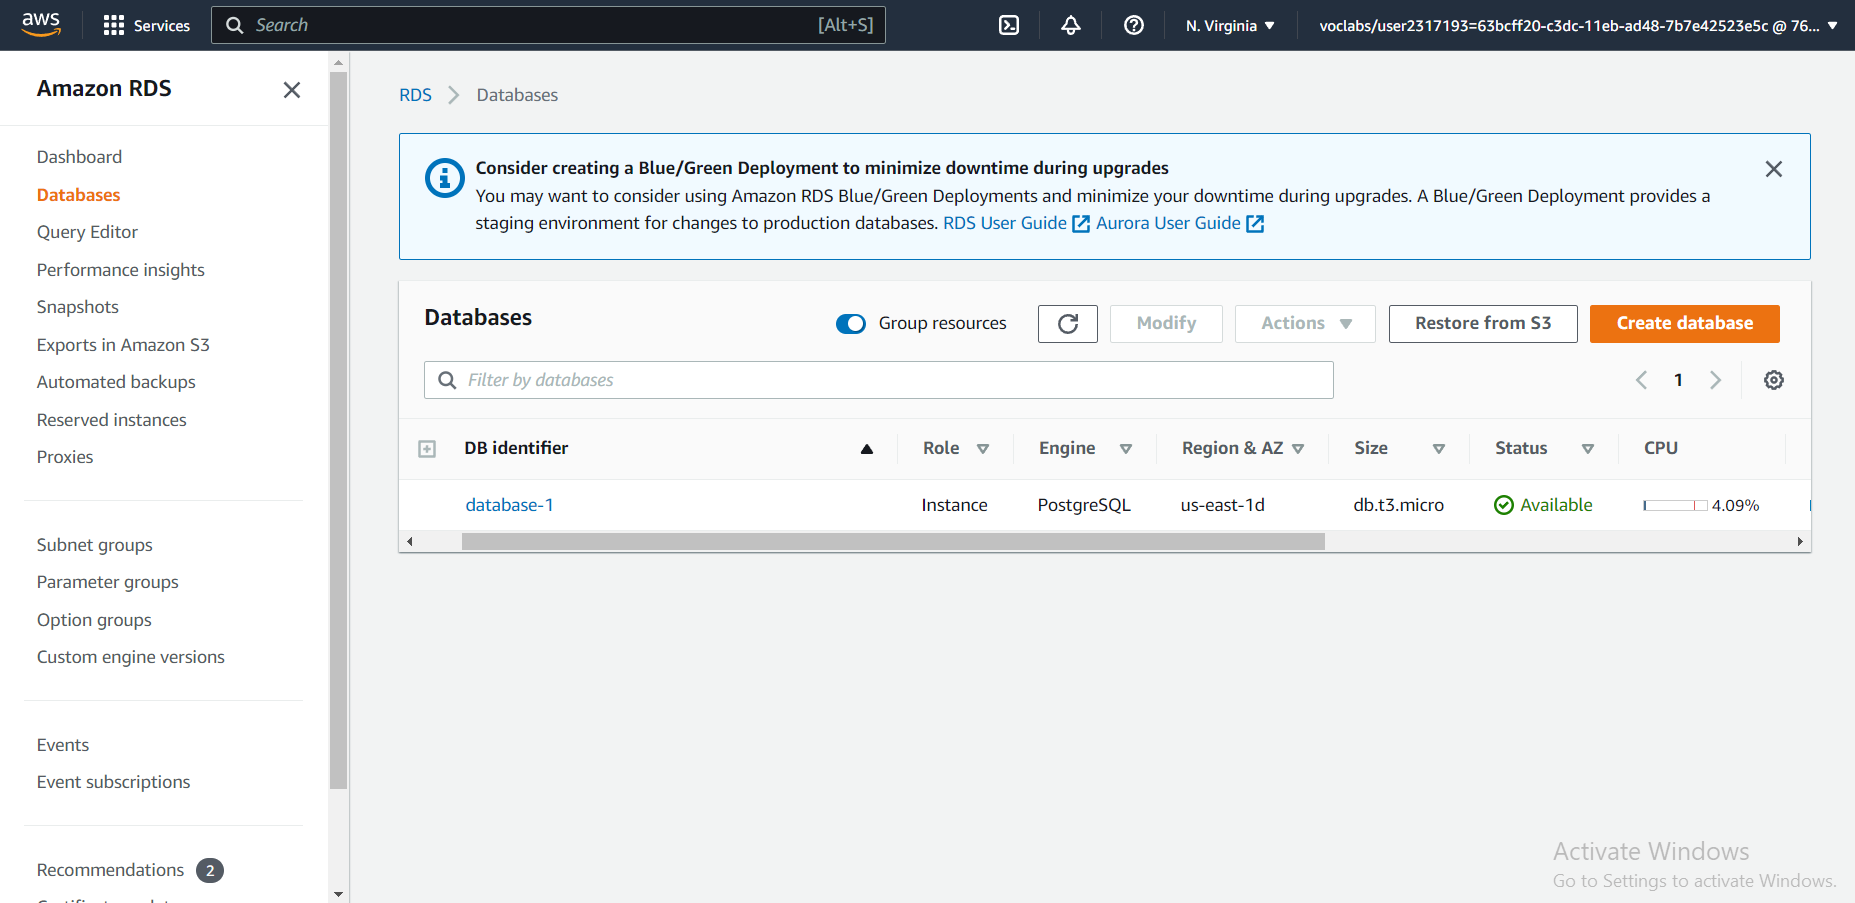 aws
Services
Search
[Alt+S]
N. Virginia
voclabs/user2317193=63bcff20-c3dc-11eb-ad48-7b7e42523e5c @ 76...
Amazon RDS
Dashboard
Databases
Query Editor
Performance insights
Snapshots
Exports in Amazon S3
Automated backups
Reserved instances
Proxies
Subnet groups
Parameter groups
Option groups
Custom engine versions
Events
Event subscriptions
Recommendations 2
RDS
Databases
Consider creating a Blue/Green Deployment to minimize downtime during upgrades
You may want to consider using Amazon RDS Blue/Green Deployments and minimize your downtime during upgrades. A Blue/Green Deployment provides a
staging environment for changes to production databases. RDS User Guide Aurora User Guide
Databases
Group resources
Modify
Actions
Restore from S3
Create database
Filter by databases
1
DB identifier
Role
Engine
Region & AZ
Size
Status
CPU
database-1
Instance
PostgreSQL
us-east-1d
db.t3.micro
Available
4.09%
Activate Windows
Go to Settings to activate Windows.